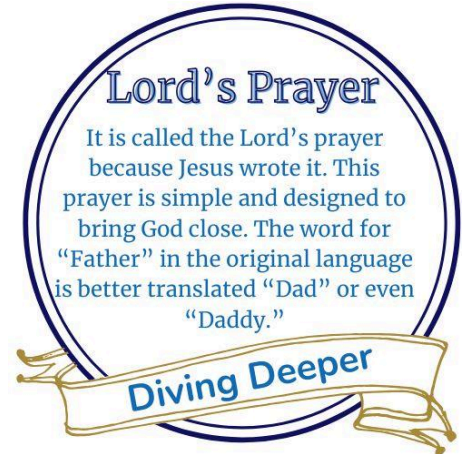 Lord’s Prayer
It is called the Lord’s prayer
because Jesus wrote it. This
prayer is simple and designed to
bring God close. The word for
“Father” in the original language
is better translated “Dad” or even
“Daddy.”
Diving Deeper